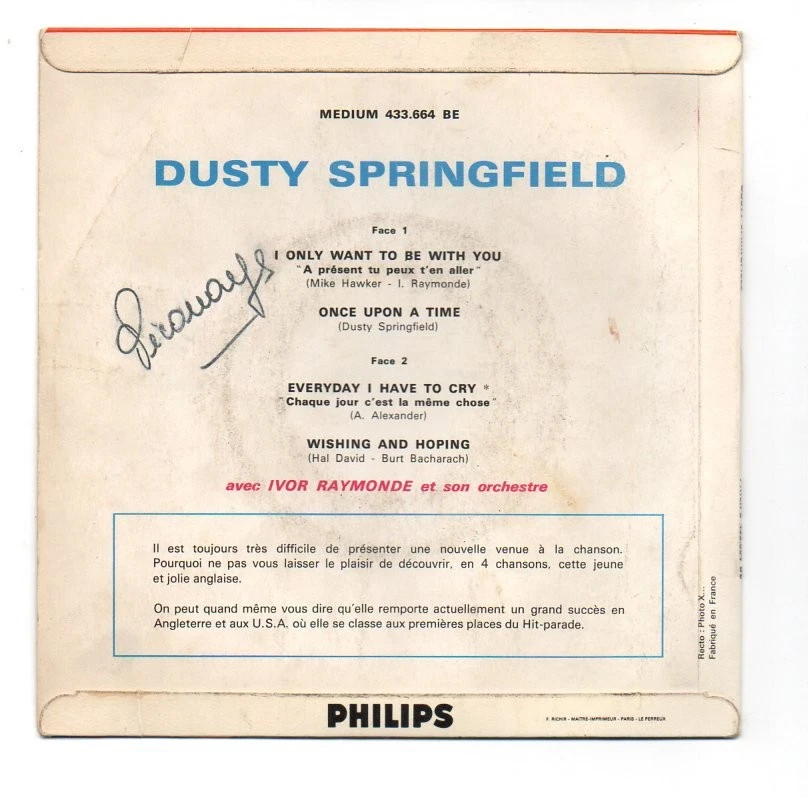 MEDIUM 433.664 BE
DUSTY SPRINGFIELD
Face 1
I ONLY WANT TO BE WITH YOU
"A présent tu peux t'en aller"
(Mike Hawker - I. Raymonde)
ONCE UPON A TIME
(Dusty Springfield)
Face 2
EVERYDAY I HAVE TO CRY *
"Chaque jour c'est la même chose"
(A. Alexander)
WISHING AND HOPING
(Hal David - Burt Bacharach)
avec IVOR RAYMONDE et son orchestre
Il est toujours très difficile de présenter une nouvelle venue à la chanson.
Pourquoi ne pas vous laisser le plaisir de découvrir, en 4 chansons, cette jeune
et jolie anglaise.
On peut quand même vous dire qu'elle remporte actuellement un grand succès en
Angleterre et aux U.S.A. où elle se classe aux premières places du Hit-parade.
Recto : Photo X...
Fabriqué en France
PHILIPS
F. RICHIR - MAITRE-IMPRIMEUR - PARIS - LE PERREUX